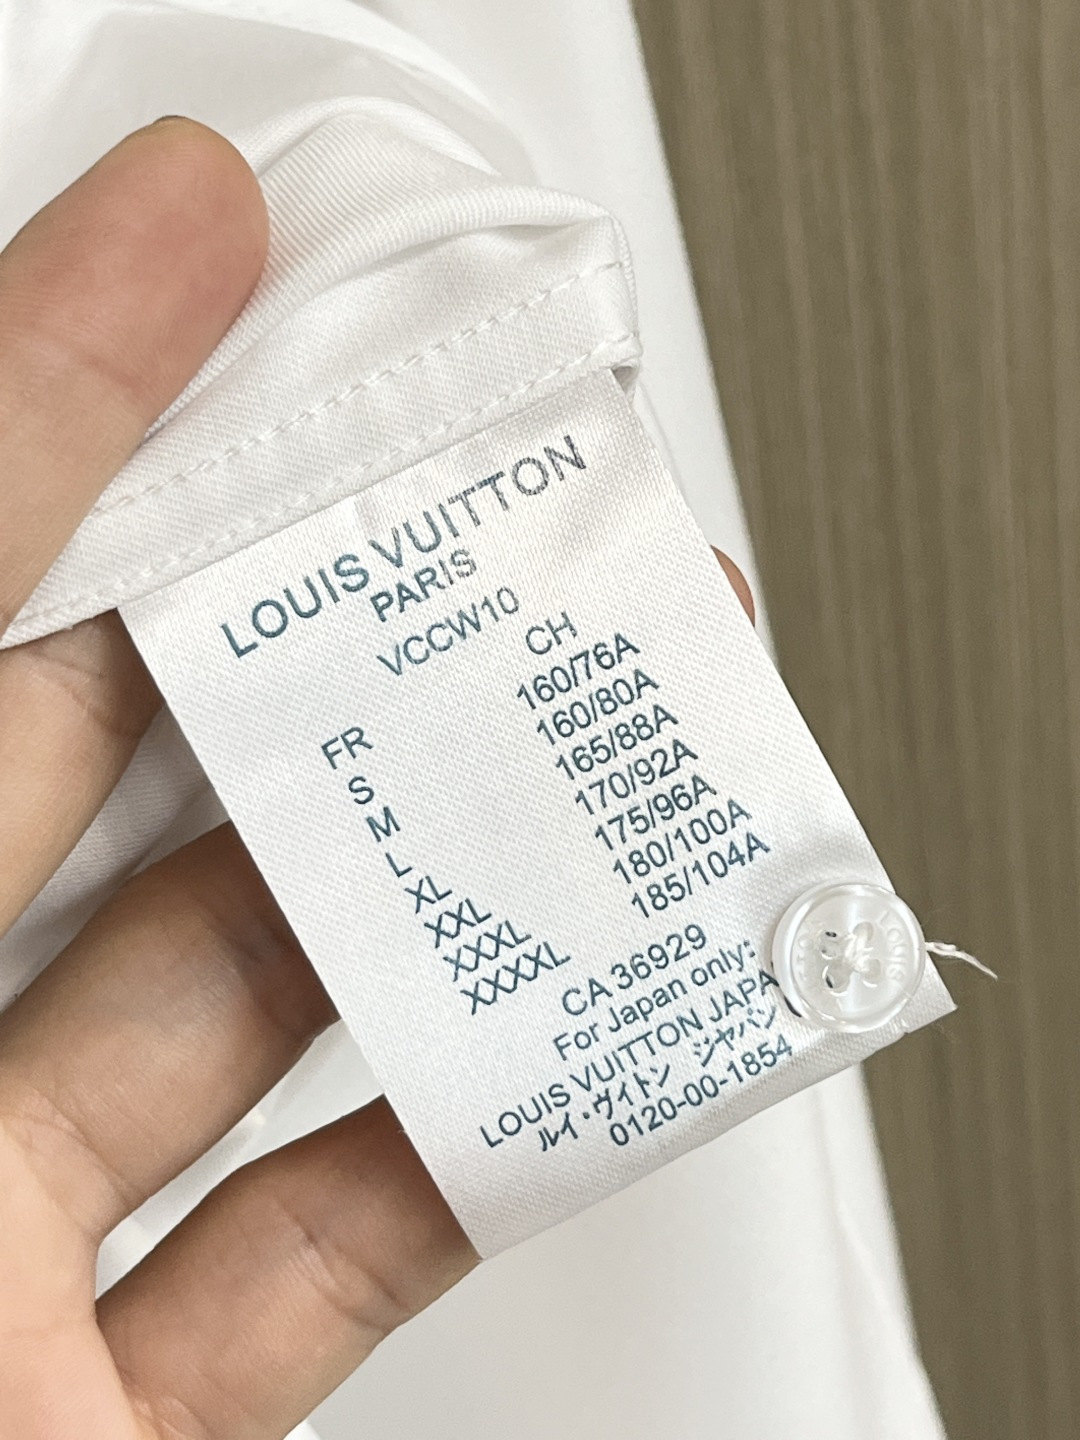 LOUIS VUITTON
PARIS
VCCW10
FR CH
S 160/76A
M 160/80A
L 165/88A
XL 170/92A
XXL 175/96A
XXXL 180/100A
XXXXL 185/104A
CA 36929
For Japan only:
LOUIS VUITTON JAPA
ルイ・ヴィトン ジャパン
0120-00-1854
LOUIS